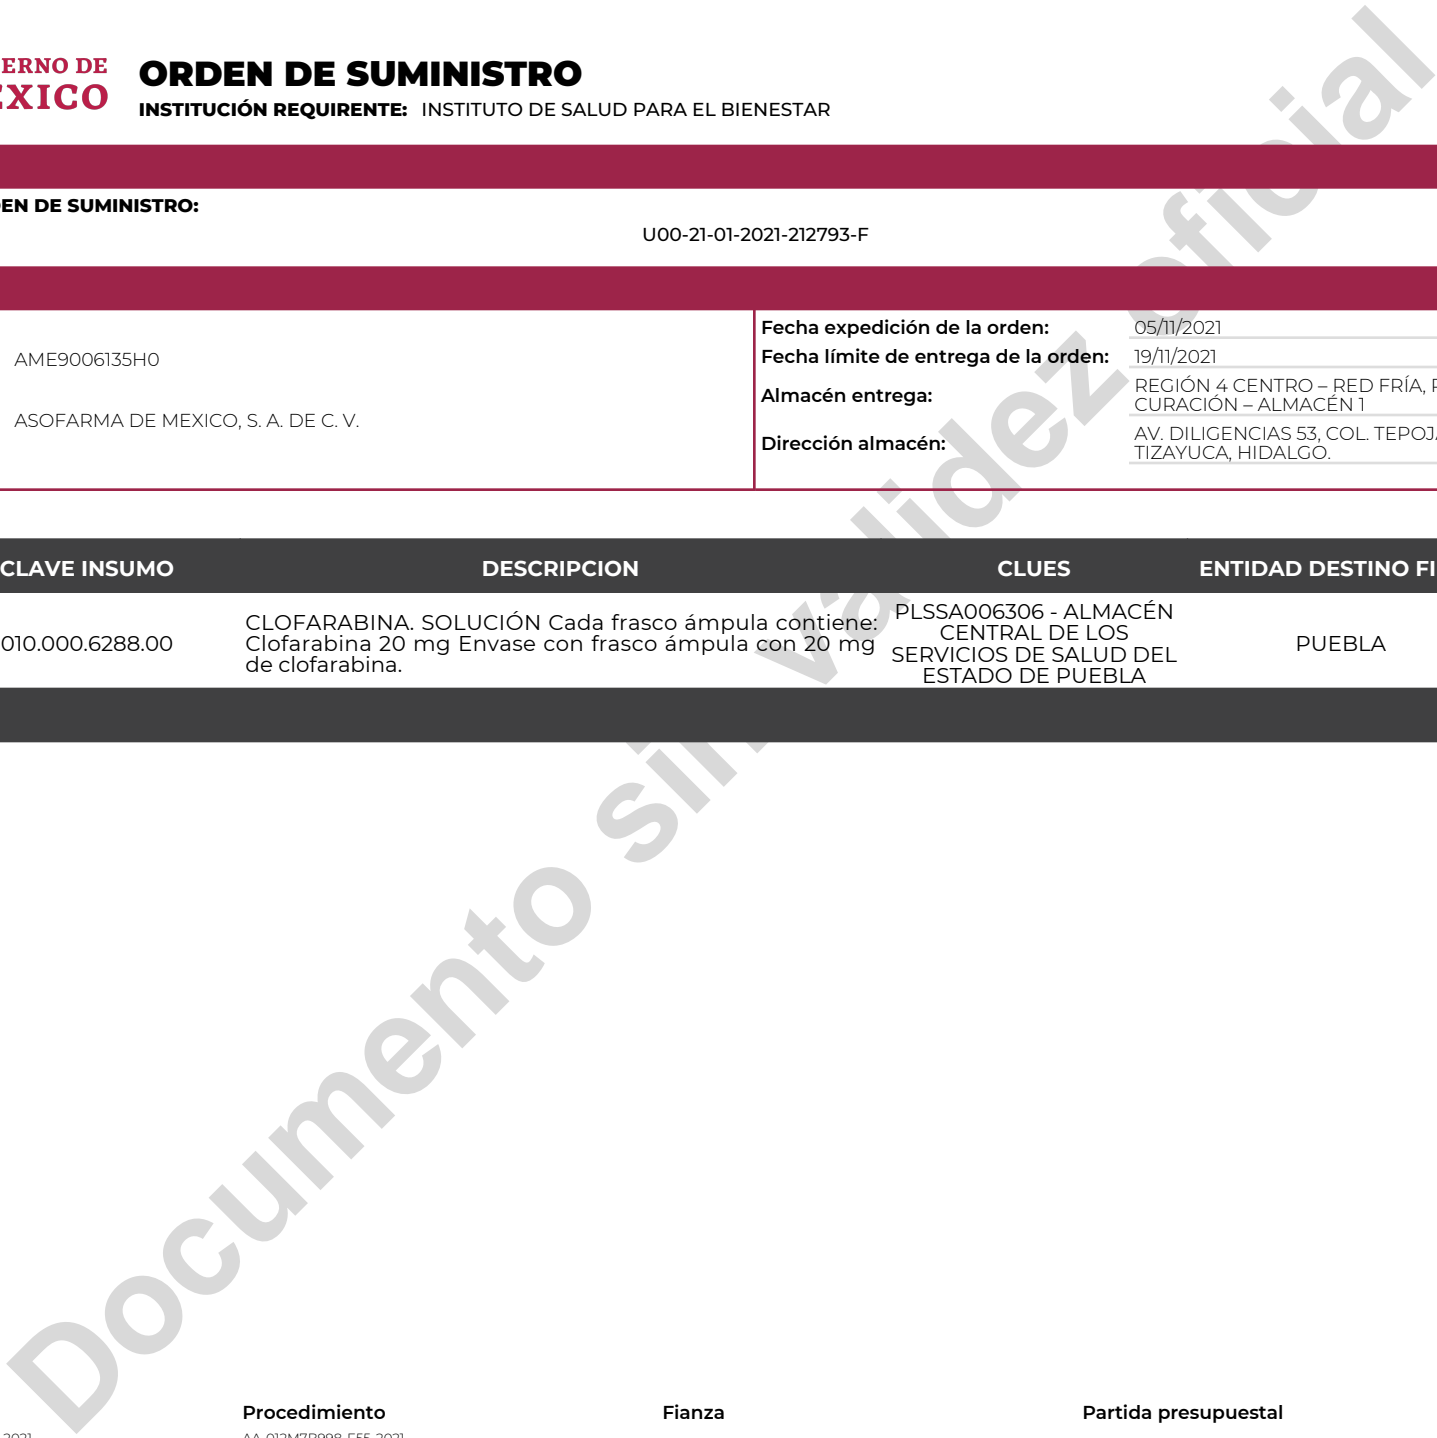 ERNO DE
EXICO
ORDEN DE SUMINISTRO
INSTITUCIÓN REQUIRENTE: INSTITUTO DE SALUD PARA EL BIENESTAR
EN DE SUMINISTRO:
U00-21-01-2021-212793-F
AME9006135H0
ASOFARMA DE MEXICO, S. A. DE C. V.
Fecha expedición de la orden: 05/11/2021
Fecha límite de entrega de la orden: 19/11/2021
Almacén entrega:
REGIÓN 4 CENTRO – RED FRÍA,
CURACIÓN – ALMACÉN 1
Dirección almacén:
AV. DILIGENCIAS 53, COL. TEPOJA
TIZAYUCA, HIDALGO.
CLAVE INSUMO DESCRIPCION CLUES ENTIDAD DESTINO FI
010.000.6288.00
CLOFARABINA. SOLUCIÓN Cada frasco ámpula contiene:
Clofarabina 20 mg Envase con frasco ámpula con 20 mg
de clofarabina.
PLSSA006306 - ALMACÉN
CENTRAL DE LOS
SERVICIOS DE SALUD DEL
ESTADO DE PUEBLA
PUEBLA
Documento sin validez oficial
Procedimiento Fianza Partida presupuestal